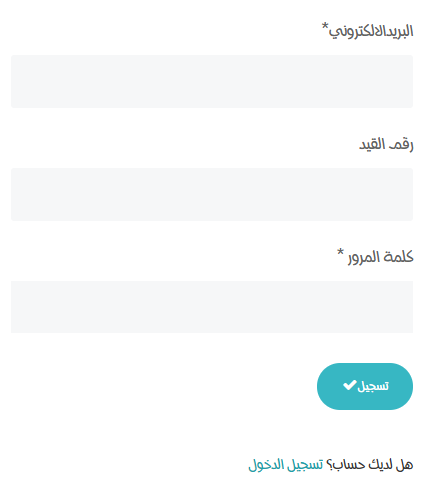 البريدالالكتروني*
رقم القيد
كلمة المرور *
تسجيل
هل لديك حساب؟ تسجيل الدخول